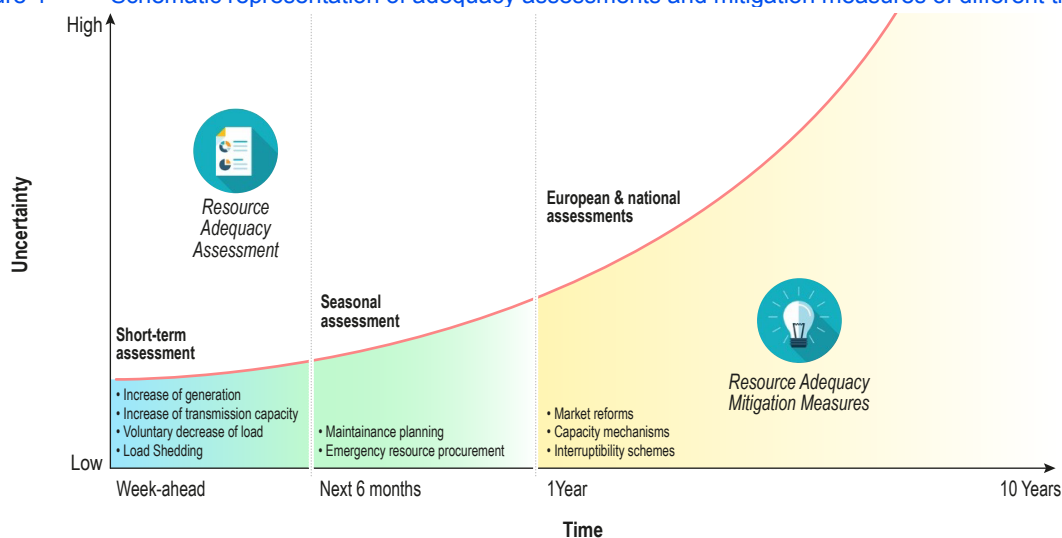 Schematic representation of adequacy assessments and mitigation measures of different
High
Uncertainty
Low
Resource
Adequacy
Assessment
Short-term
assessment
• Increase of generation
• Increase of transmission capacity
• Voluntary decrease of load
• Load Shedding
Seasonal
assessment
• Maintainance planning
• Emergency resource procurement
European & national
assessments
• Market reforms
• Capacity mechanisms
• Interruptibility schemes
Resource Adequacy
Mitigation Measures
Week-ahead
Next 6 months
1Year
10 Years
Time